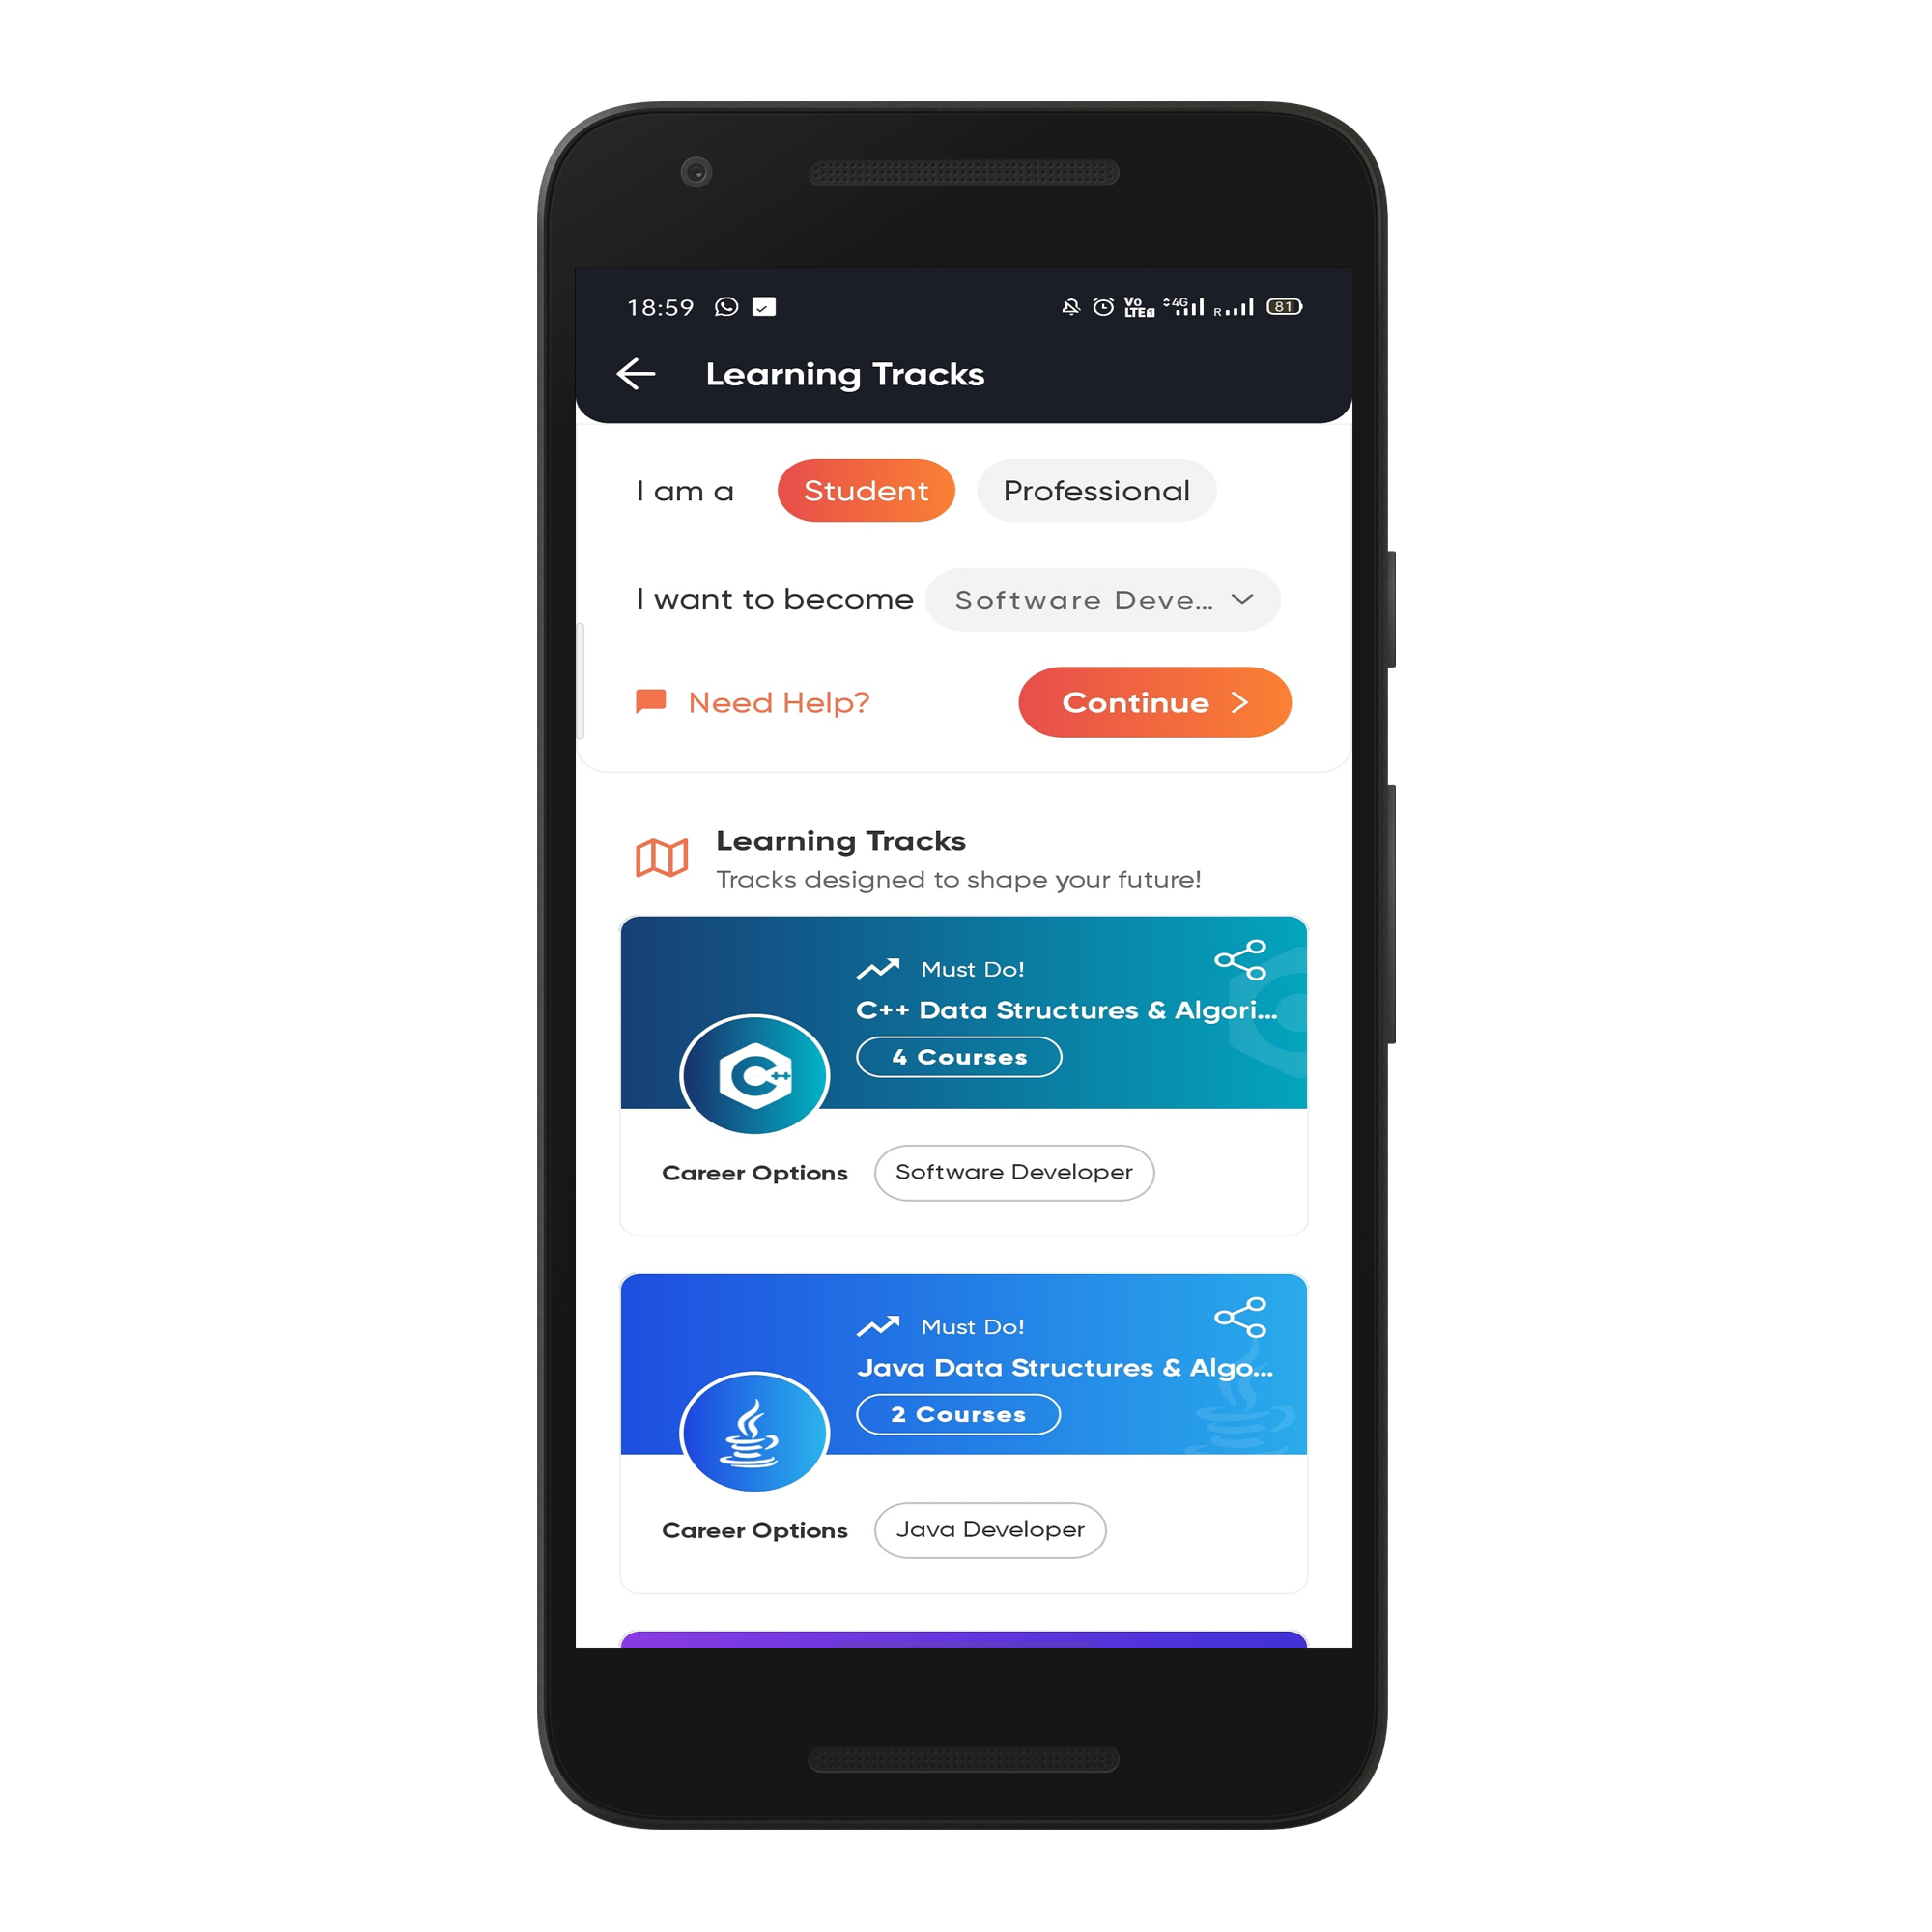 18:59 Vo LTE1 4G R 81
Learning Tracks
I am a Student Professional
I want to become Software Deve...
Need Help? Continue
Learning Tracks
Tracks designed to shape your future!
Must Do!
C++ Data Structures & Algori...
4 Courses
C++
Career Options Software Developer
Must Do!
Java Data Structures & Algo...
2 Courses
Career Options Java Developer